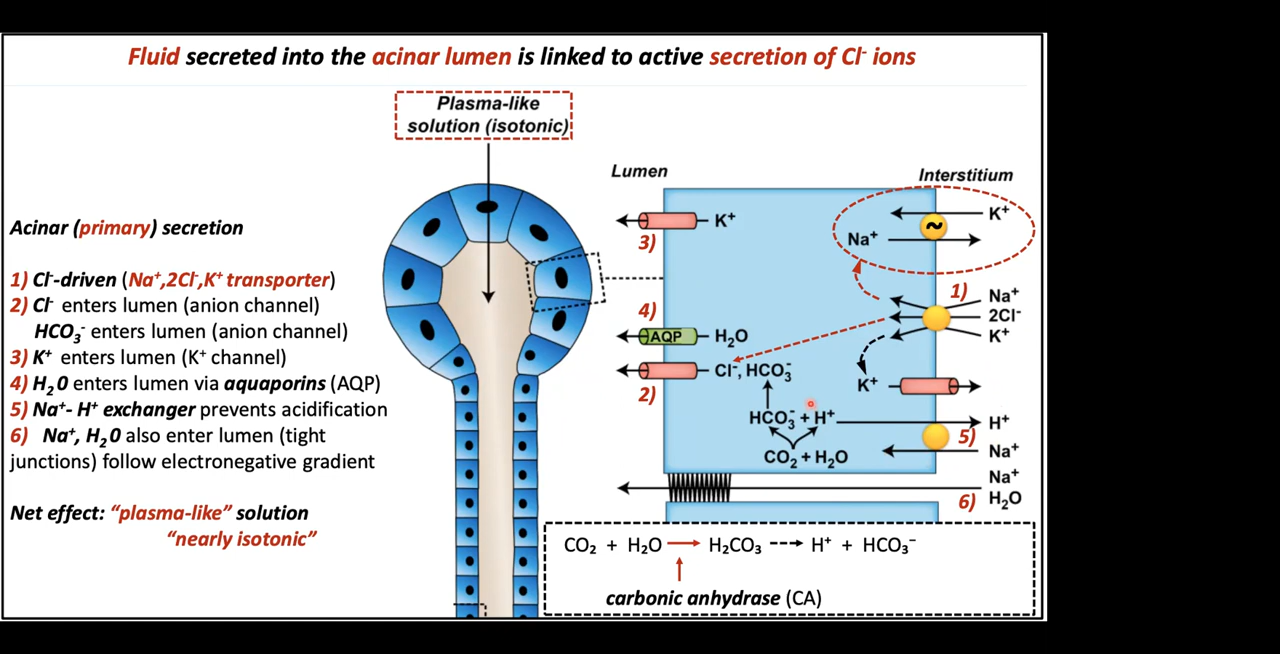 Fluid secreted into the acinar lumen is linked to active secretion of Cl⁻ ions
Plasma-like
solution (isotonic)
Acinar (primary) secretion
1) Cl⁻-driven (Na⁺,2Cl⁻,K⁺ transporter)
2) Cl⁻ enters lumen (anion channel)
HCO₃⁻ enters lumen (anion channel)
3) K⁺ enters lumen (K⁺ channel)
4) H₂0 enters lumen via aquaporins (AQP)
5) Na⁺- H⁺ exchanger prevents acidification
6) Na⁺, H₂0 also enter lumen (tight
junctions) follow electronegative gradient
Net effect: “plasma-like” solution
“nearly isotonic”
Lumen
Interstitium
K⁺
3)
K⁺
~
Na⁺
1)
Na⁺
2Cl⁻
K⁺
4)
AQP
H₂O
Cl⁻, HCO₃⁻
2)
K⁺
HCO₃⁻ + H⁺
H⁺
5)
CO₂ + H₂O
Na⁺
Na⁺
6)
H₂O
CO₂ + H₂O → H₂CO₃ --→ H⁺ + HCO₃⁻
carbonic anhydrase (CA)